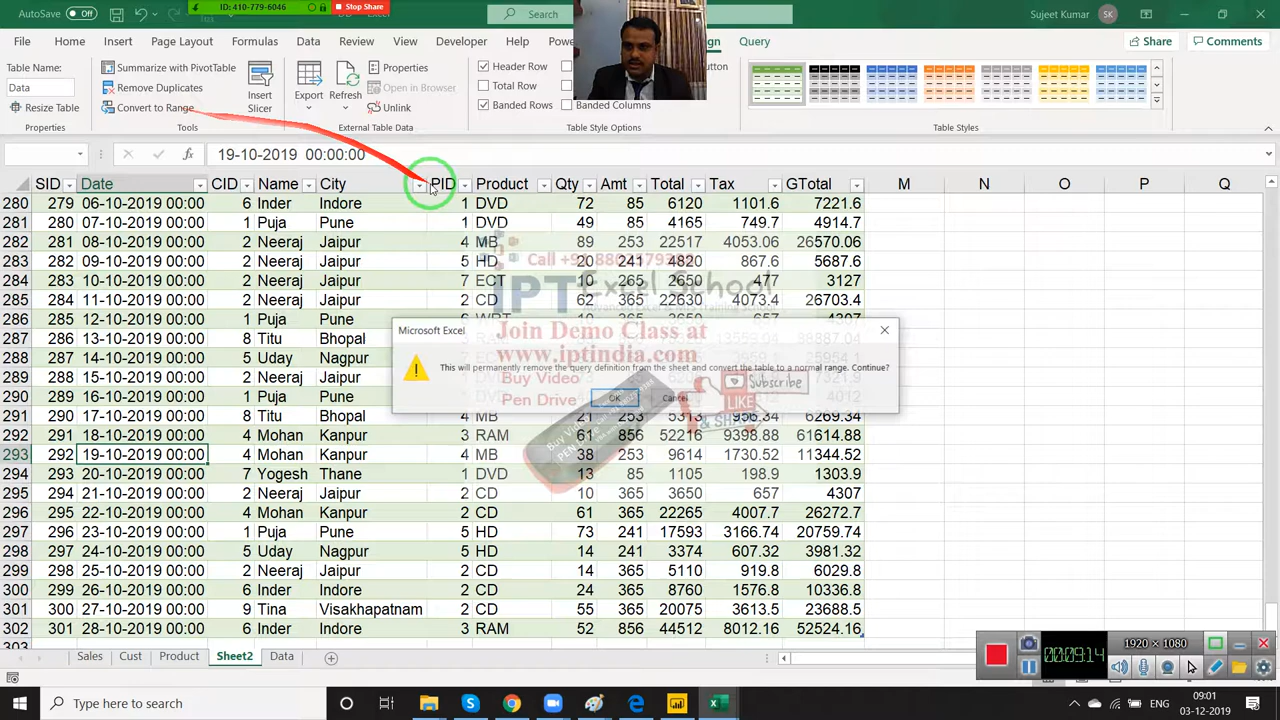 AutoSave Off
ID: 410-779-6046 Stop Share
Search
Sujeet Kumar SK
File Home Insert Page Layout Formulas Data Review View Developer Help Query
Share Comments
Table Name:
Data
Resize Table
Properties
Summarize with PivotTable
Remove Duplicates
Convert to Range
Tools
Insert Slicer
Export Refresh
Properties
Open in Browser
Unlink
External Table Data
Header Row
Total Row
Banded Rows
Banded Columns
Table Style Options
Table Styles
fx 19-10-2019 00:00:00
SID Date CID Name City PID Product Qty Amt Total Tax GTotal M N O P Q
280 279 06-10-2019 00:00 6 Inder Indore 1 DVD 72 85 6120 1101.6 7221.6
281 280 07-10-2019 00:00 1 Puja Pune 1 DVD 49 85 4165 749.7 4914.7
282 281 08-10-2019 00:00 2 Neeraj Jaipur 4 MB 89 253 22517 4053.06 26570.06
283 282 09-10-2019 00:00 2 Neeraj Jaipur 5 HD 20 241 4820 867.6 5687.6
284 283 10-10-2019 00:00 2 Neeraj Jaipur 7 ECT 10 265 2650 477 3127
285 284 11-10-2019 00:00 2 Neeraj Jaipur 2 CD 62 365 22630 4073.4 26703.4
286 285 12-10-2019 00:00 1 Puja Pune 657 4307
287 286 13-10-2019 00:00 8 Titu Bhopal
288 287 14-10-2019 00:00 5 Uday Nagpur
289 288 15-10-2019 00:00 2 Neeraj Jaipur
290 289 16-10-2019 00:00 1 Puja Pune
291 290 17-10-2019 00:00 8 Titu Bhopal 4 MB 21 253 5313 956.34 6269.34
292 291 18-10-2019 00:00 4 Mohan Kanpur 3 RAM 61 856 52216 9398.88 61614.88
293 292 19-10-2019 00:00 4 Mohan Kanpur 4 MB 38 253 9614 1730.52 11344.52
294 293 20-10-2019 00:00 7 Yogesh Thane 1 DVD 13 85 1105 198.9 1303.9
295 294 21-10-2019 00:00 2 Neeraj Jaipur 2 CD 10 365 3650 657 4307
296 295 22-10-2019 00:00 4 Mohan Kanpur 2 CD 61 365 22265 4007.7 26272.7
297 296 23-10-2019 00:00 1 Puja Pune 5 HD 73 241 17593 3166.74 20759.74
298 297 24-10-2019 00:00 5 Uday Nagpur 5 HD 14 241 3374 607.32 3981.32
299 298 25-10-2019 00:00 2 Neeraj Jaipur 2 CD 14 365 5110 919.8 6029.8
300 299 26-10-2019 00:00 6 Inder Indore 2 CD 24 365 8760 1576.8 10336.8
301 300 27-10-2019 00:00 9 Tina Visakhapatnam 2 CD 55 365 20075 3613.5 23688.5
302 301 28-10-2019 00:00 6 Inder Indore 3 RAM 52 856 44512 8012.16 52524.16
IPT Excel School
Microsoft Excel
This will permanently remove the query definition from the sheet and convert the table to a normal range. Continue?
OK Cancel
Join Demo Class at
www.iptindia.com
Buy Video
Pen Drive
Subscribe
LIKE
& SHARE
Sales Cust Product Sheet2 Data
1920 × 1080
00:09:14
Type here to search
ENG
09:01
03-12-2019